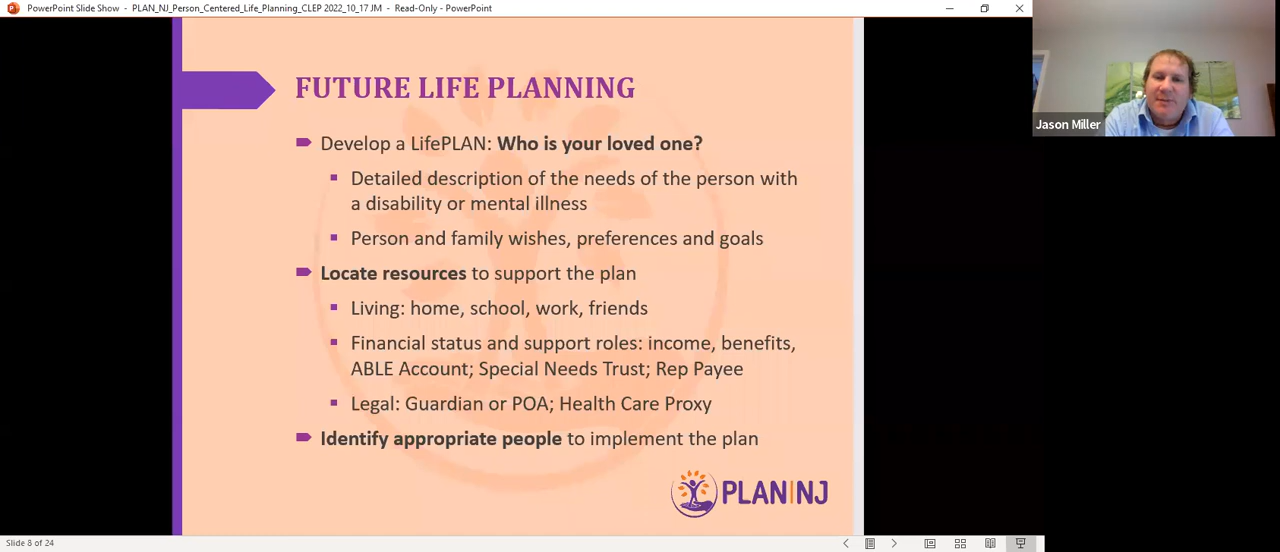 PowerPoint Slide Show - PLAN_NJ_Person_Centered_Life_Planning_CLEP 2022_10_17 JM - Read-Only - PowerPoint
FUTURE LIFE PLANNING
Develop a LifePLAN: Who is your loved one?
Detailed description of the needs of the person with
a disability or mental illness
Person and family wishes, preferences and goals
Locate resources to support the plan
Living: home, school, work, friends
Financial status and support roles: income, benefits,
ABLE Account; Special Needs Trust; Rep Payee
Legal: Guardian or POA; Health Care Proxy
Identify appropriate people to implement the plan
PLAN|NJ
Jason Miller
Slide 8 of 24